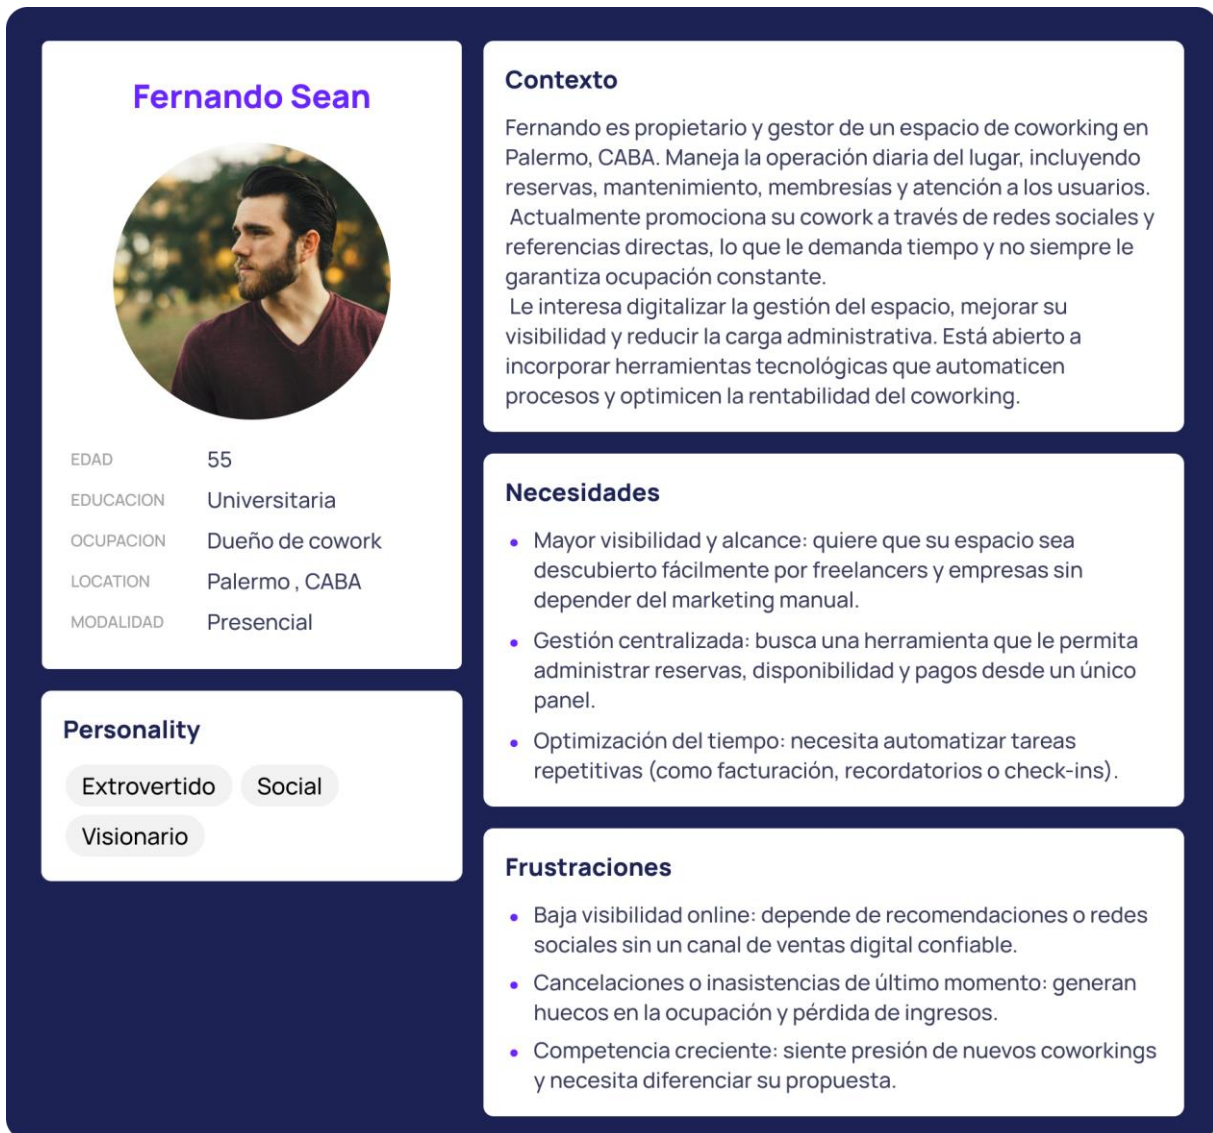 Fernando Sean
EDAD 55
EDUCACION Universitaria
OCUPACION Dueño de cowork
LOCATION Palermo , CABA
MODALIDAD Presencial
Personality
Extrovertido Social
Visionario
Contexto
Fernando es propietario y gestor de un espacio de coworking en
Palermo, CABA. Maneja la operación diaria del lugar, incluyendo
reservas, mantenimiento, membresías y atención a los usuarios.
Actualmente promociona su cowork a través de redes sociales y
referencias directas, lo que le demanda tiempo y no siempre le
garantiza ocupación constante.
Le interesa digitalizar la gestión del espacio, mejorar su
visibilidad y reducir la carga administrativa. Está abierto a
incorporar herramientas tecnológicas que automaticen
procesos y optimicen la rentabilidad del coworking.
Necesidades
• Mayor visibilidad y alcance: quiere que su espacio sea
descubierto fácilmente por freelancers y empresas sin
depender del marketing manual.
• Gestión centralizada: busca una herramienta que le permita
administrar reservas, disponibilidad y pagos desde un único
panel.
• Optimización del tiempo: necesita automatizar tareas
repetitivas (como facturación, recordatorios o check-ins).
Frustraciones
• Baja visibilidad online: depende de recomendaciones o redes
sociales sin un canal de ventas digital confiable.
• Cancelaciones o inasistencias de último momento: generan
huecos en la ocupación y pérdida de ingresos.
• Competencia creciente: siente presión de nuevos coworkings
y necesita diferenciar su propuesta.